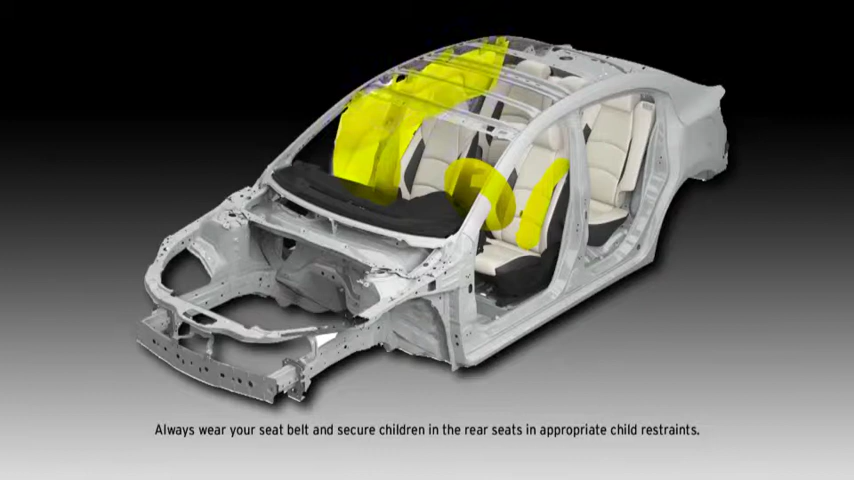 Always wear your seat belt and secure children in the rear seats in appropriate child restraints.